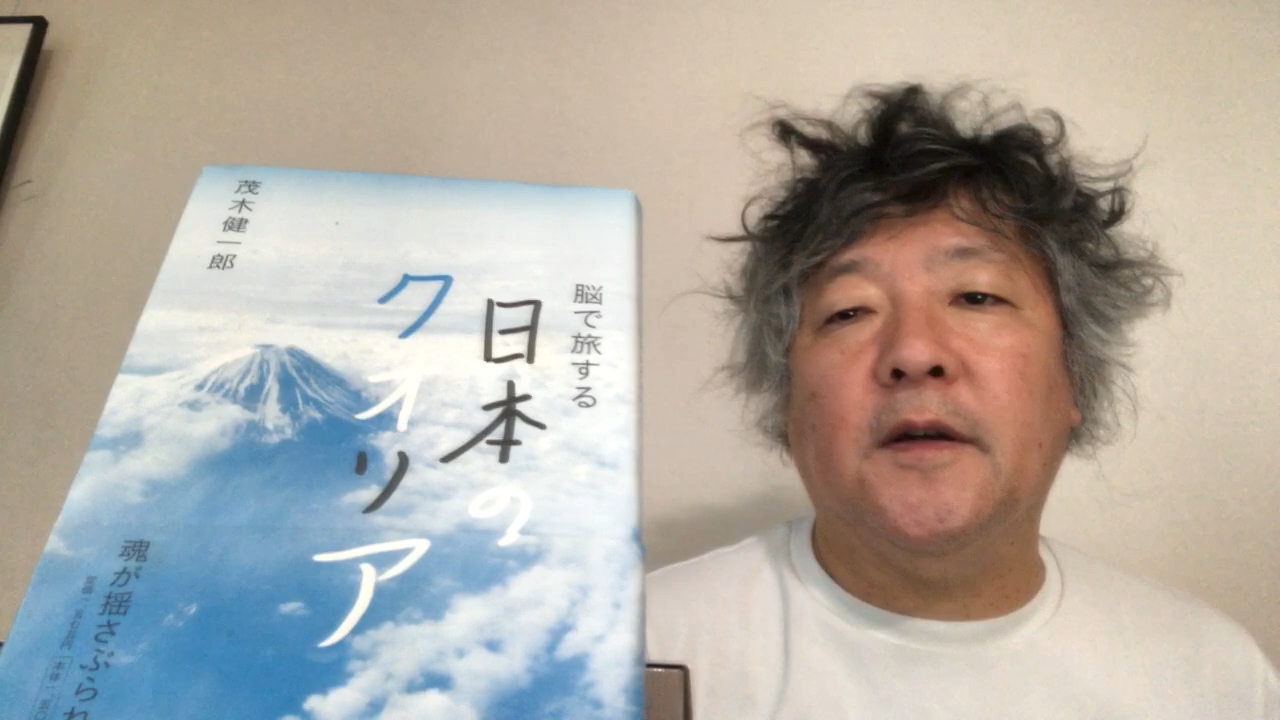 脳で旅する
日本の
クオリア
茂木健一郎
魂が揺さぶられ